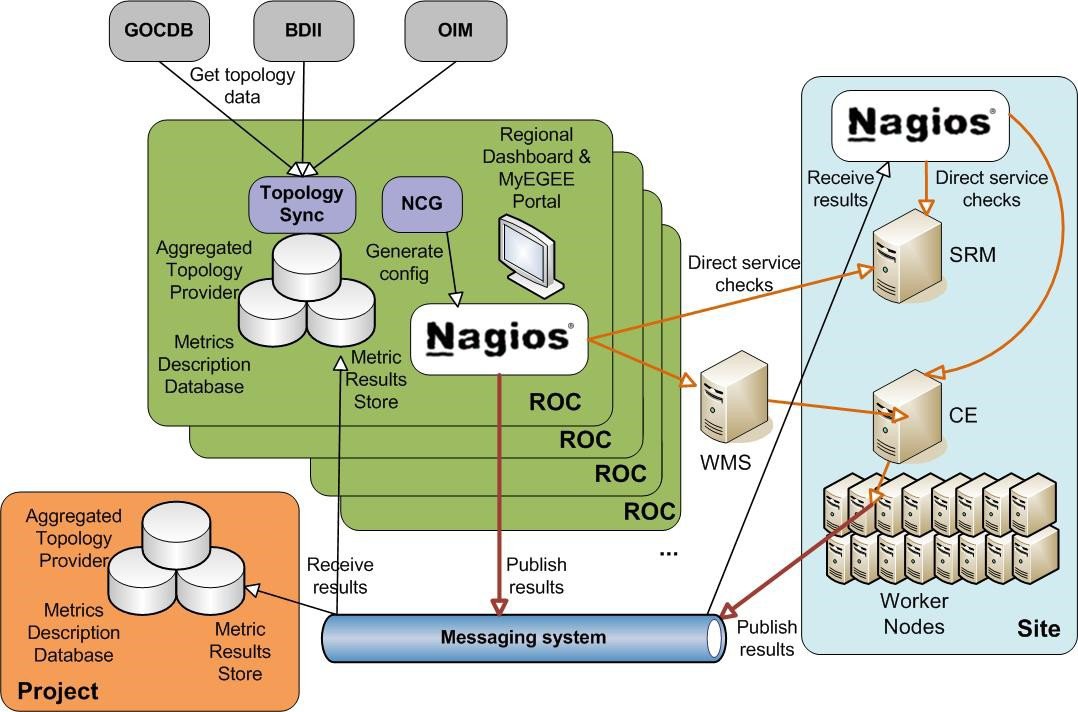 GOCDB
BDII
OIM
Get topology
data
Topology
Sync
NCG
Regional
Dashboard &
MyEGEE
Portal
Aggregated
Topology
Provider
Generate
config
Metrics
Description
Database
Metric
Results
Store
Nagios®
ROC
ROC
ROC
ROC
...
Direct service
checks
WMS
Nagios®
Receive
results
Direct service
checks
SRM
CE
Worker
Nodes
Site
Aggregated
Topology
Provider
Metrics
Description
Database
Metric
Results
Store
Project
Receive
results
Publish
results
Messaging system
Publish
results